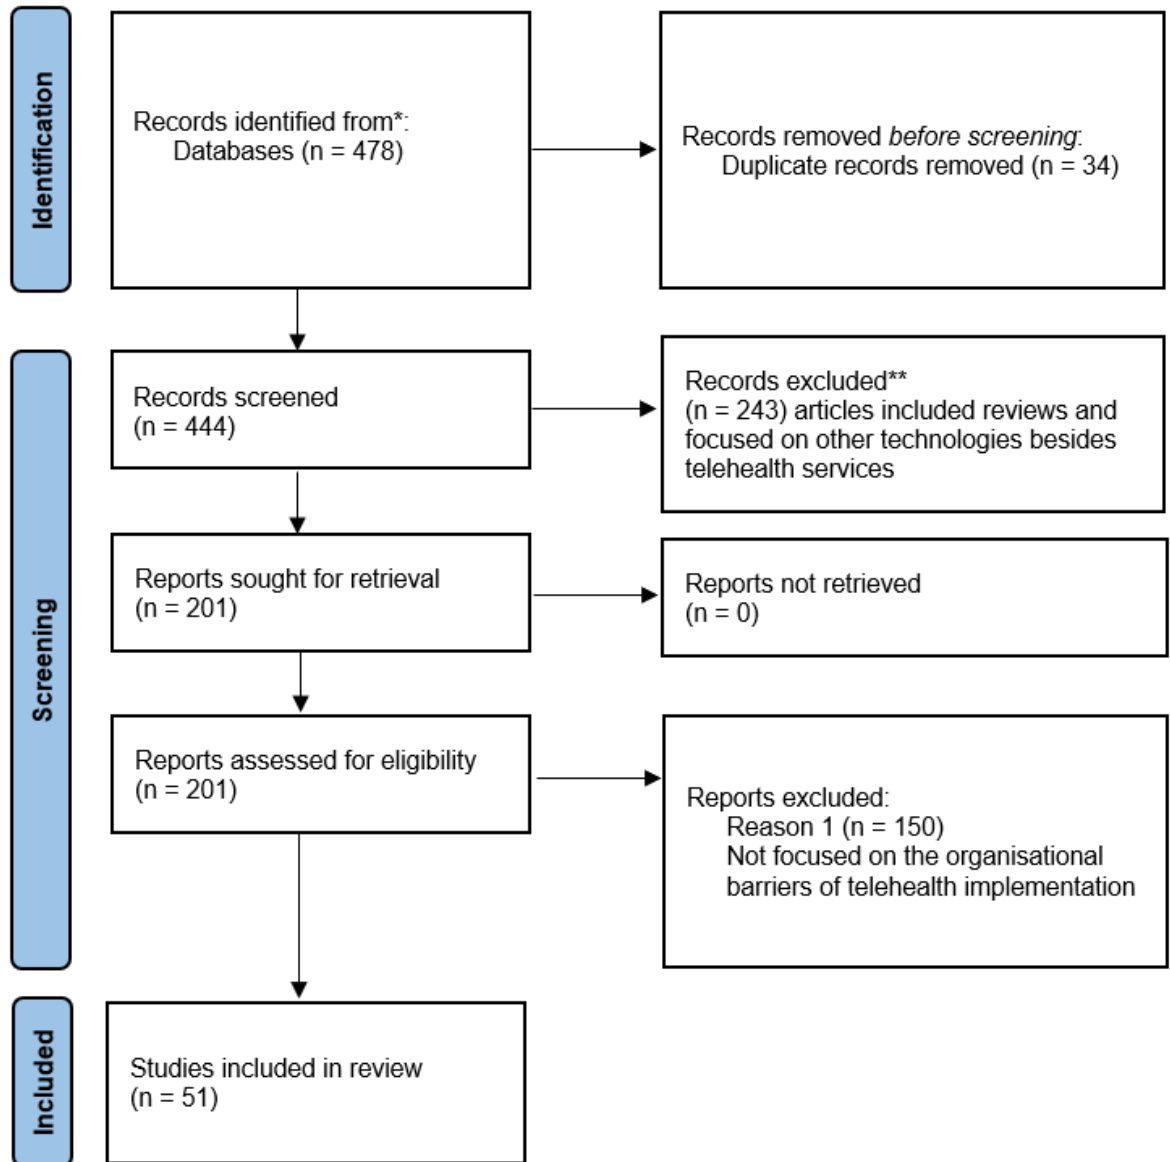 Identification
Records identified from*:
Databases (n = 478)
Records removed before screening:
Duplicate records removed (n = 34)
Screening
Records screened
(n = 444)
Records excluded**
(n = 243) articles included reviews and
focused on other technologies besides
telehealth services
Reports sought for retrieval
(n = 201)
Reports not retrieved
(n = 0)
Reports assessed for eligibility
(n = 201)
Reports excluded:
Reason 1 (n = 150)
Not focused on the organisational
barriers of telehealth implementation
Included
Studies included in review
(n = 51)